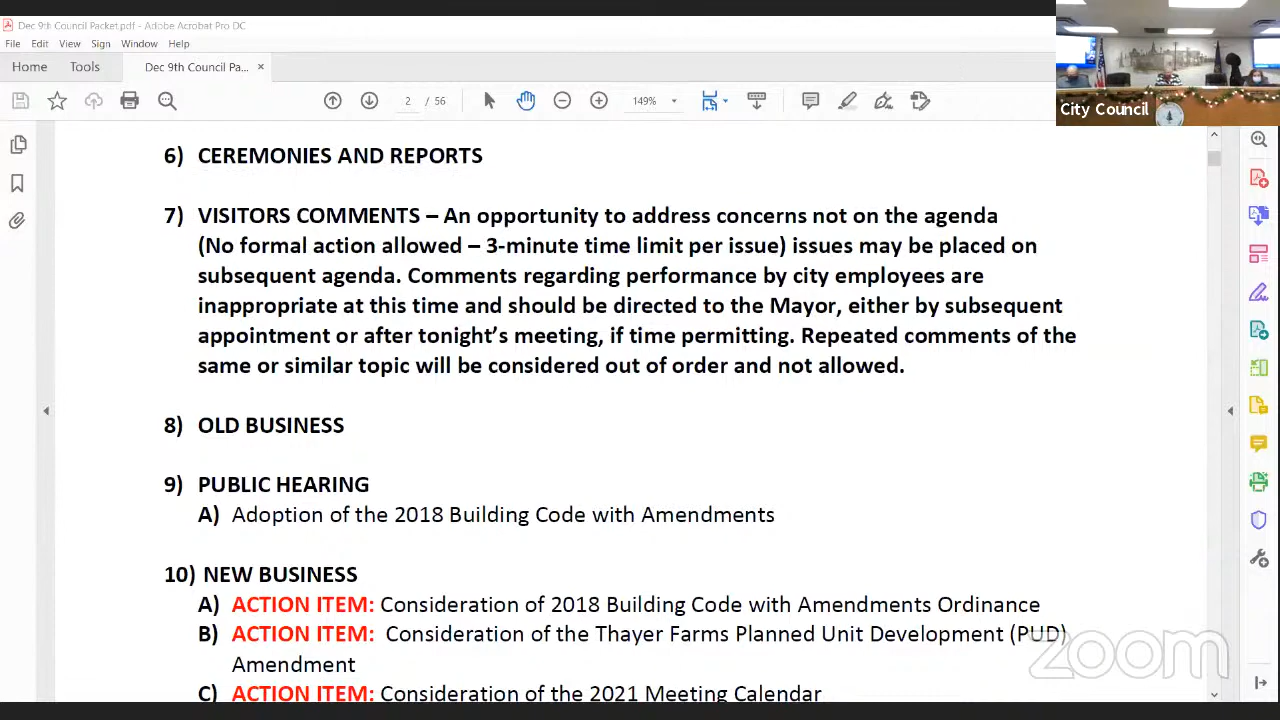 Dec 9th Council Packet.pdf - Adobe Acrobat Pro DC
File Edit View Sign Window Help
Home Tools Dec 9th Council Pa... ×
2 / 56 149%
City Council
6) CEREMONIES AND REPORTS
7) VISITORS COMMENTS – An opportunity to address concerns not on the agenda
(No formal action allowed – 3-minute time limit per issue) issues may be placed on
subsequent agenda. Comments regarding performance by city employees are
inappropriate at this time and should be directed to the Mayor, either by subsequent
appointment or after tonight's meeting, if time permitting. Repeated comments of the
same or similar topic will be considered out of order and not allowed.
8) OLD BUSINESS
9) PUBLIC HEARING
A) Adoption of the 2018 Building Code with Amendments
10) NEW BUSINESS
A) ACTION ITEM: Consideration of 2018 Building Code with Amendments Ordinance
B) ACTION ITEM: Consideration of the Thayer Farms Planned Unit Development (PUD)
Amendment
C) ACTION ITEM: Consideration of the 2021 Meeting Calendar
zoom